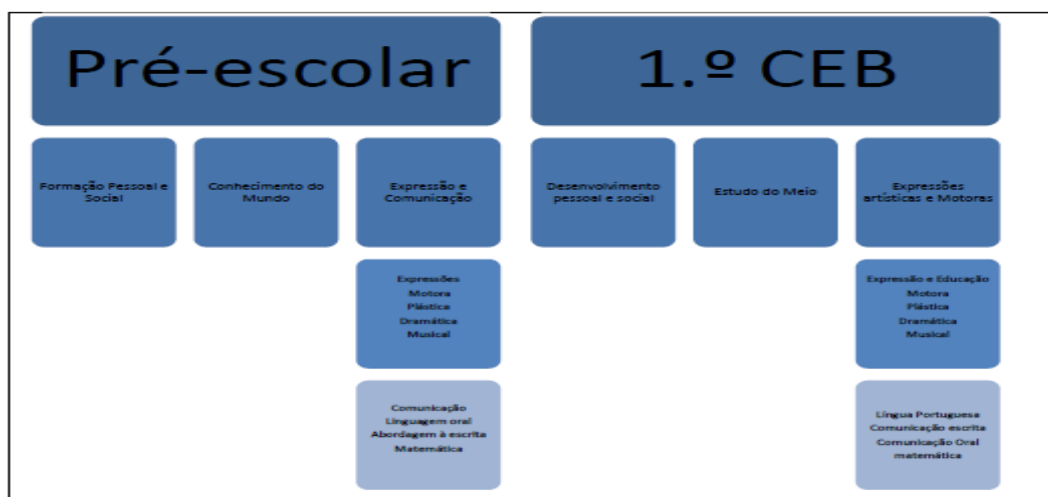 Pré-escolar
1.º CEB
Formação Pessoal e
Social
Conhecimento do
Mundo
Expressão e
Comunicação
Desenvolvimento
pessoal e social
Estudo do Meio
Expressões
artísticas e Motoras
Expressões
Motora
Plástica
Dramática
Musical
Expressão e Educação
Motora
Plástica
Dramática
Musical
Comunicação
Linguagem oral
Abordagem à escrita
Matemática
Língua Portuguesa
Comunicação escrita
Comunicação Oral
matemática